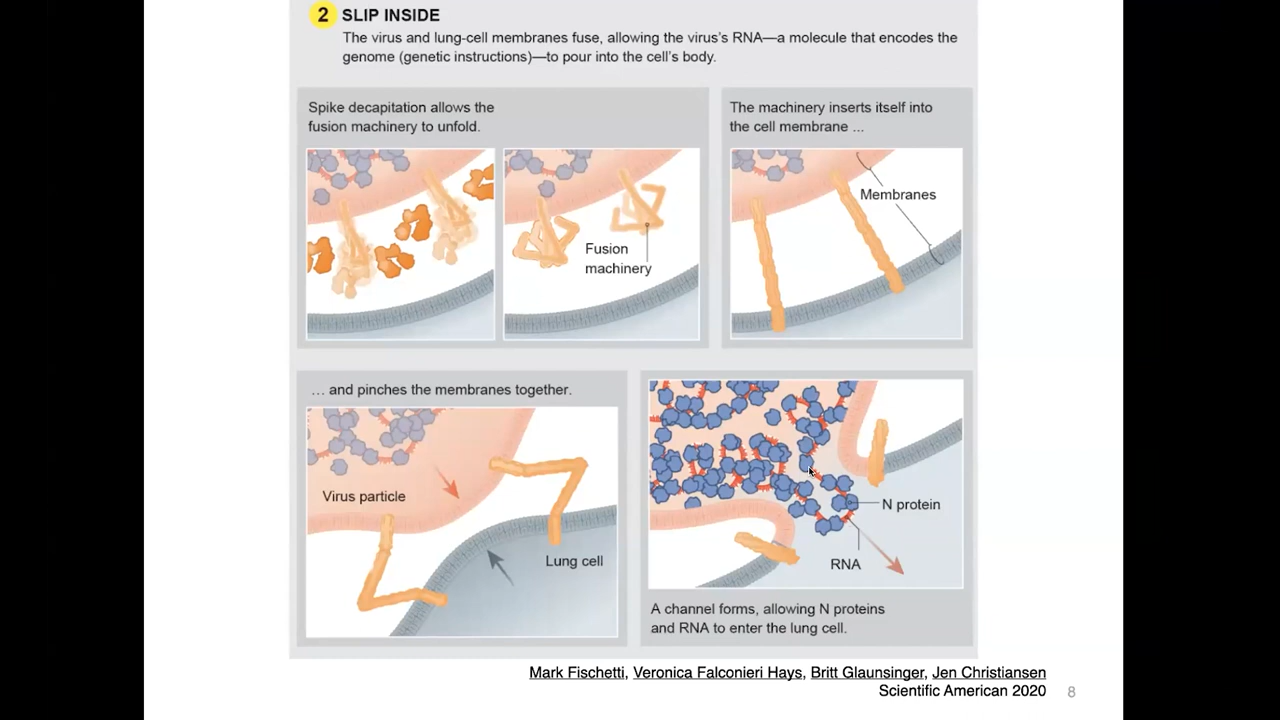 2 SLIP INSIDE
The virus and lung-cell membranes fuse, allowing the virus’s RNA—a molecule that encodes the
genome (genetic instructions)—to pour into the cell’s body.
Spike decapitation allows the
fusion machinery to unfold.
Fusion
machinery
The machinery inserts itself into
the cell membrane ...
Membranes
... and pinches the membranes together.
Virus particle
Lung cell
N protein
RNA
A channel forms, allowing N proteins
and RNA to enter the lung cell.
Mark Fischetti, Veronica Falconieri Hays, Britt Glaunsinger, Jen Christiansen
Scientific American 2020
8